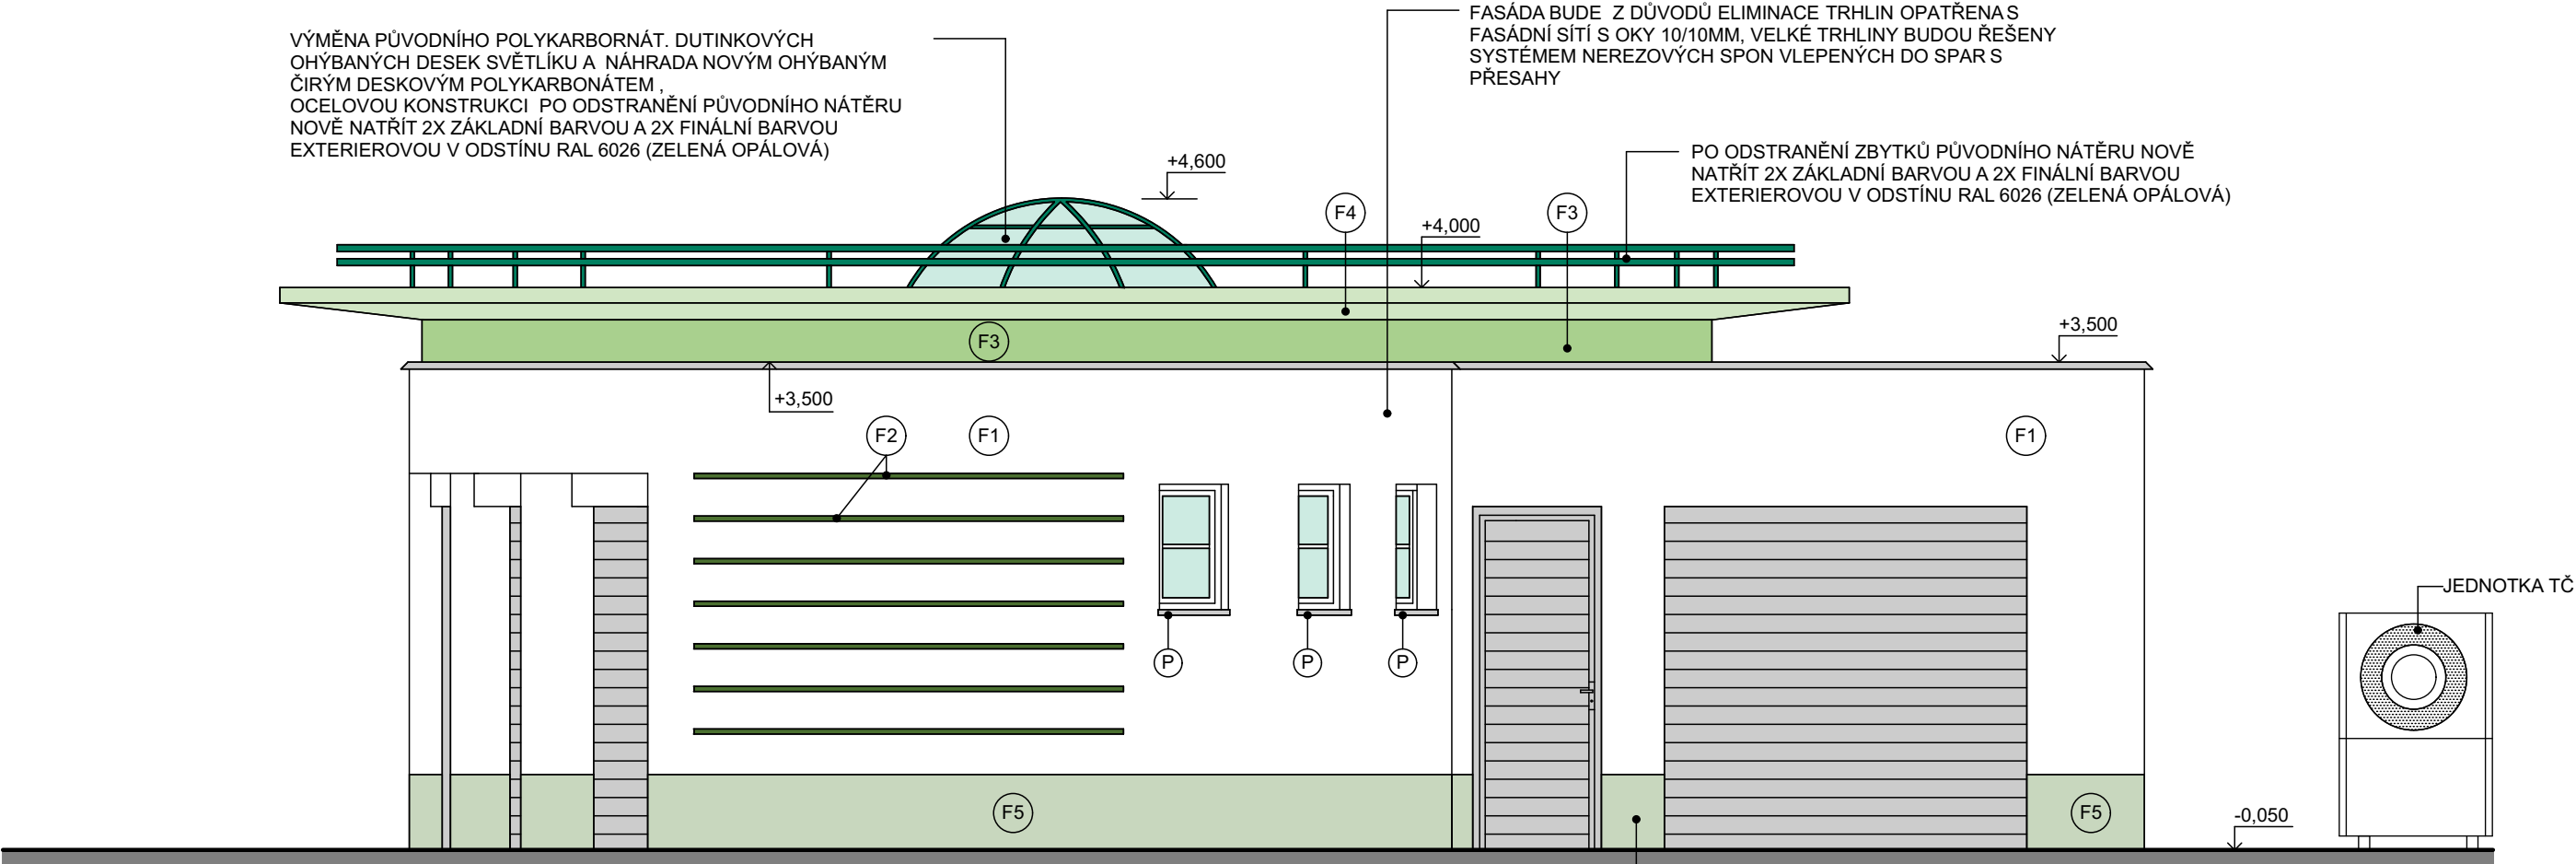 VÝMĚNA PŮVODNÍHO POLYKARBORNÁT. DUTINKOVÝCH
OHÝBANÝCH DESEK SVĚTLÍKU A NÁHRADA NOVÝM OHÝBANÝM
ČIRÝM DESKOVÝM POLYKARBONÁTEM ,
OCELOVOU KONSTRUKCI PO ODSTRANĚNÍ PŮVODNÍHO NÁTĚRU
NOVĚ NATŘÍT 2X ZÁKLADNÍ BARVOU A 2X FINÁLNÍ BARVOU
EXTERIEROVOU V ODSTÍNU RAL 6026 (ZELENÁ OPÁLOVÁ)
FASÁDA BUDE Z DŮVODŮ ELIMINACE TRHLIN OPATŘENA S
FASÁDNÍ SÍTÍ S OKY 10/10MM, VELKÉ TRHLINY BUDOU ŘEŠENY
SYSTÉMEM NEREZOVÝCH SPON VLEPENÝCH DO SPAR S
PŘESAHY
PO ODSTRANĚNÍ ZBYTKŮ PŮVODNÍHO NÁTĚRU NOVĚ
NATŘÍT 2X ZÁKLADNÍ BARVOU A 2X FINÁLNÍ BARVOU
EXTERIEROVOU V ODSTÍNU RAL 6026 (ZELENÁ OPÁLOVÁ)
+4,600
F4
+4,000
F3
F3
+3,500
+3,500
F2
F1
F1
P
P
P
JEDNOTKA TČ
F5
F5
-0,050